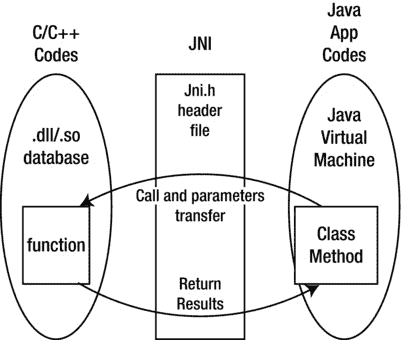 C/C++
Codes
JNI
Java
App
Codes
.dll/.so
database
Jni.h
header
file
Java
Virtual
Machine
Call and parameters
transfer
function
Class
Method
Return
Results